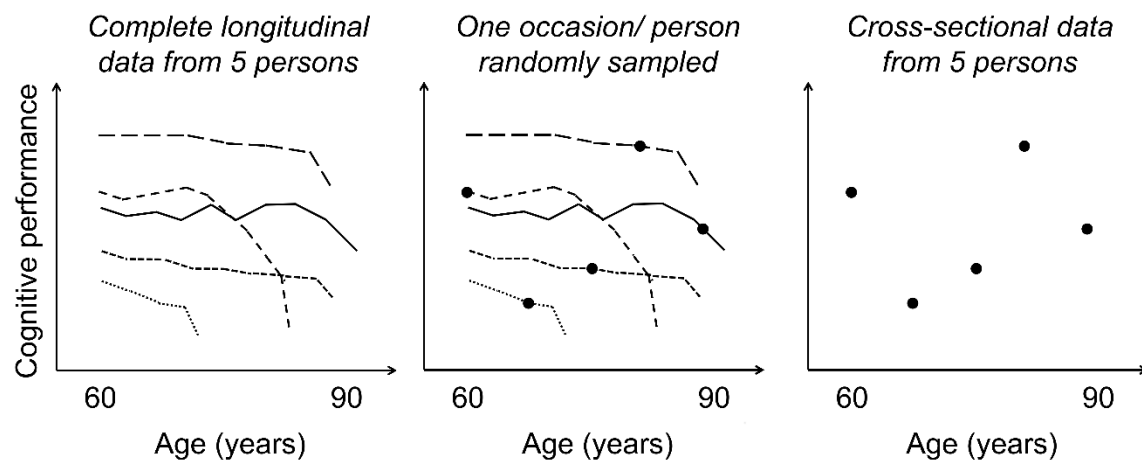 Complete longitudinal
data from 5 persons
One occasion/ person
randomly sampled
Cross-sectional data
from 5 persons
Cognitive performance
60
90
60
90
60
90
Age (years)
Age (years)
Age (years)